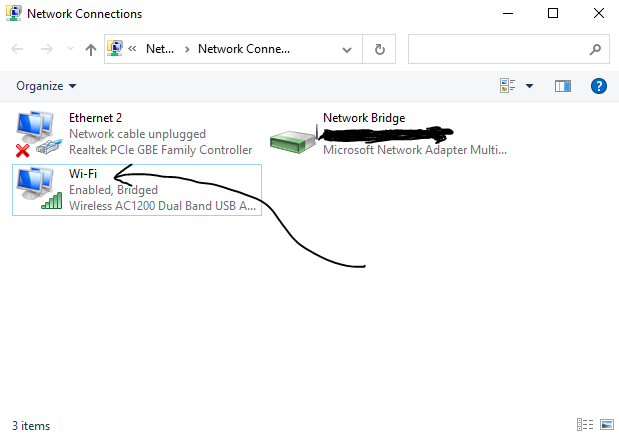 Network Connections
« Net... > Network Conne...
Organize
?
Ethernet 2
Network cable unplugged
Realtek PCIe GBE Family Controller
Network Bridge
Microsoft Network Adapter Multi...
Wi-Fi
Enabled, Bridged
Wireless AC1200 Dual Band USB A...
3 items